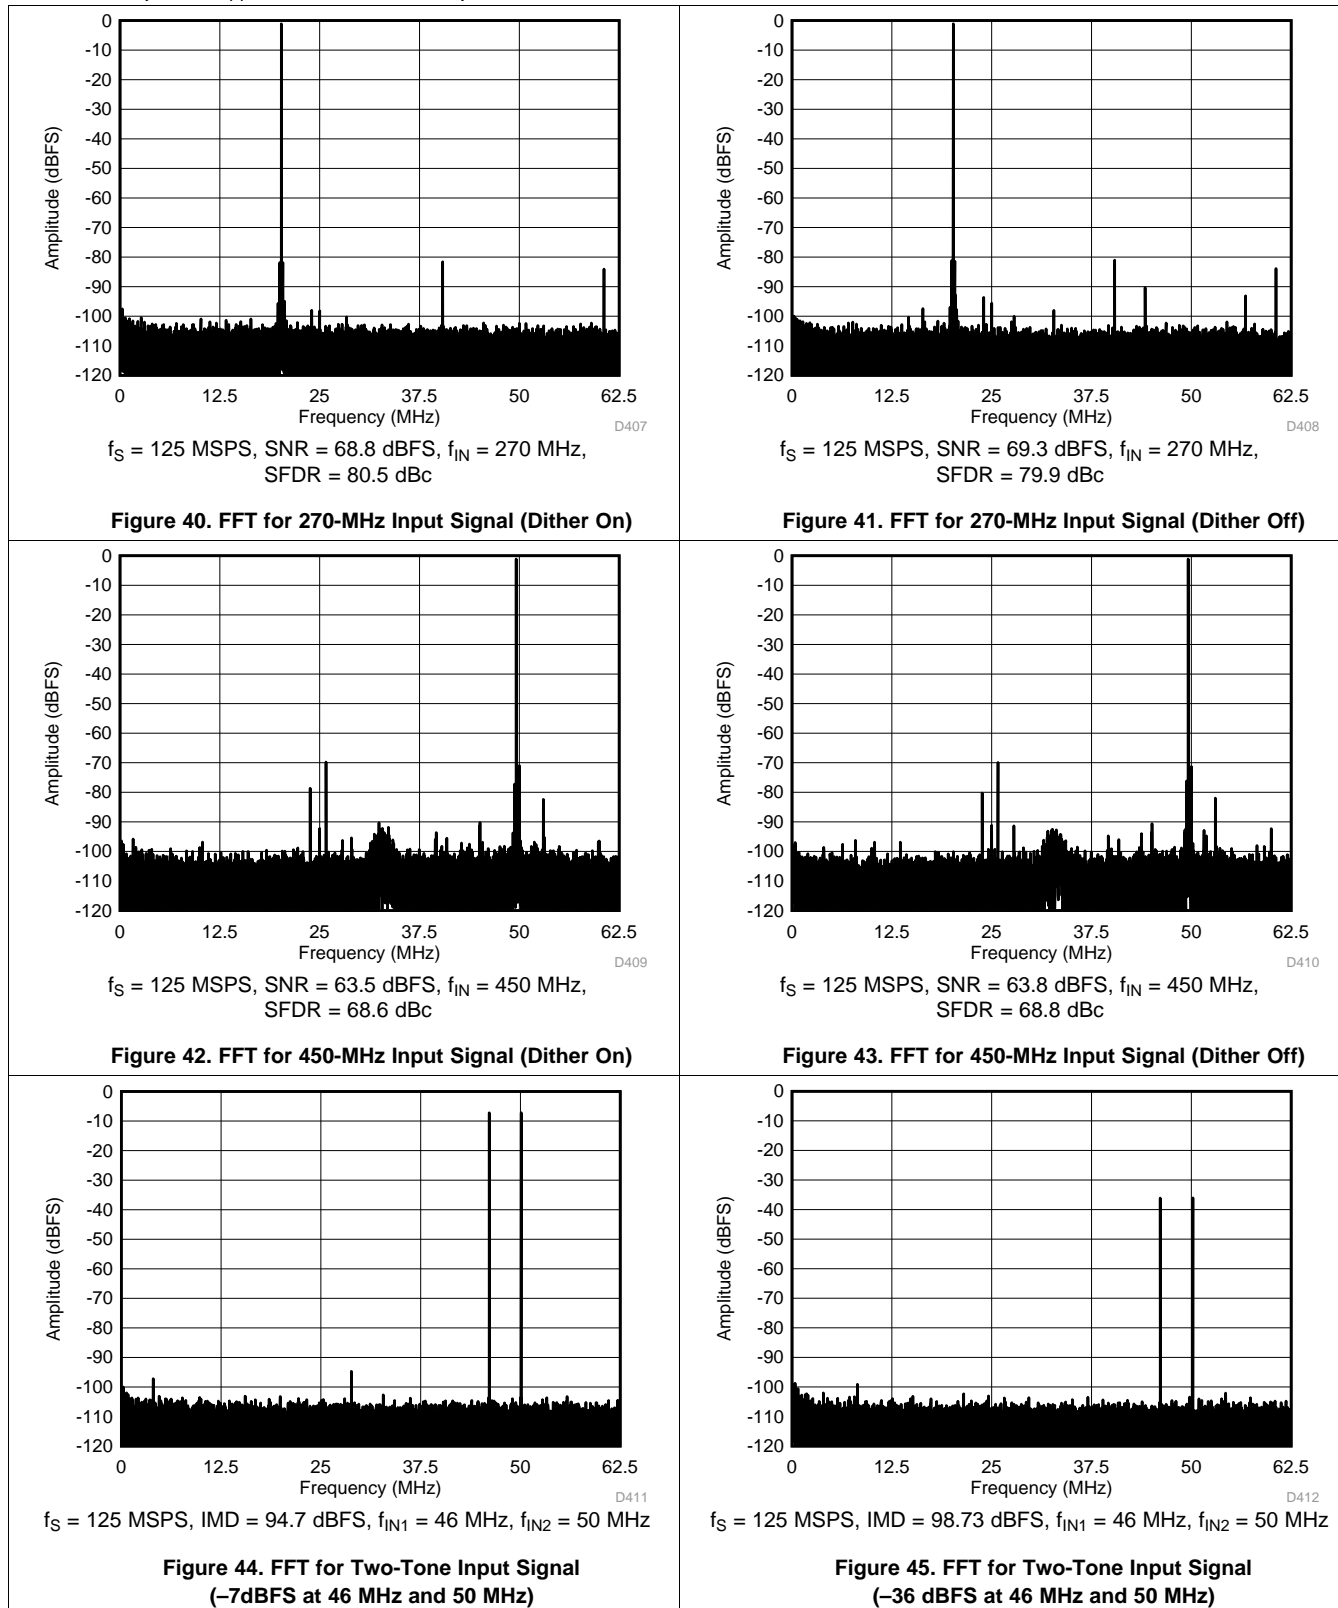 0
-10
-20
-30
-40
-50
-60
-70
-80
-90
-100
-110
-120
Amplitude (dBFS)
0 12.5 25 37.5 50 62.5
Frequency (MHz)
D407
fS = 125 MSPS, SNR = 68.8 dBFS, fIN = 270 MHz,
SFDR = 80.5 dBc
Figure 40. FFT for 270-MHz Input Signal (Dither On)
0
-10
-20
-30
-40
-50
-60
-70
-80
-90
-100
-110
-120
Amplitude (dBFS)
0 12.5 25 37.5 50 62.5
Frequency (MHz)
D408
fS = 125 MSPS, SNR = 69.3 dBFS, fIN = 270 MHz,
SFDR = 79.9 dBc
Figure 41. FFT for 270-MHz Input Signal (Dither Off)
0
-10
-20
-30
-40
-50
-60
-70
-80
-90
-100
-110
-120
Amplitude (dBFS)
0 12.5 25 37.5 50 62.5
Frequency (MHz)
D409
fS = 125 MSPS, SNR = 63.5 dBFS, fIN = 450 MHz,
SFDR = 68.6 dBc
Figure 42. FFT for 450-MHz Input Signal (Dither On)
0
-10
-20
-30
-40
-50
-60
-70
-80
-90
-100
-110
-120
Amplitude (dBFS)
0 12.5 25 37.5 50 62.5
Frequency (MHz)
D410
fS = 125 MSPS, SNR = 63.8 dBFS, fIN = 450 MHz,
SFDR = 68.8 dBc
Figure 43. FFT for 450-MHz Input Signal (Dither Off)
0
-10
-20
-30
-40
-50
-60
-70
-80
-90
-100
-110
-120
Amplitude (dBFS)
0 12.5 25 37.5 50 62.5
Frequency (MHz)
D411
fS = 125 MSPS, IMD = 94.7 dBFS, fIN1 = 46 MHz, fIN2 = 50 MHz
Figure 44. FFT for Two-Tone Input Signal
(–7dBFS at 46 MHz and 50 MHz)
0
-10
-20
-30
-40
-50
-60
-70
-80
-90
-100
-110
-120
Amplitude (dBFS)
0 12.5 25 37.5 50 62.5
Frequency (MHz)
D412
fS = 125 MSPS, IMD = 98.73 dBFS, fIN1 = 46 MHz, fIN2 = 50 MHz
Figure 45. FFT for Two-Tone Input Signal
(–36 dBFS at 46 MHz and 50 MHz)